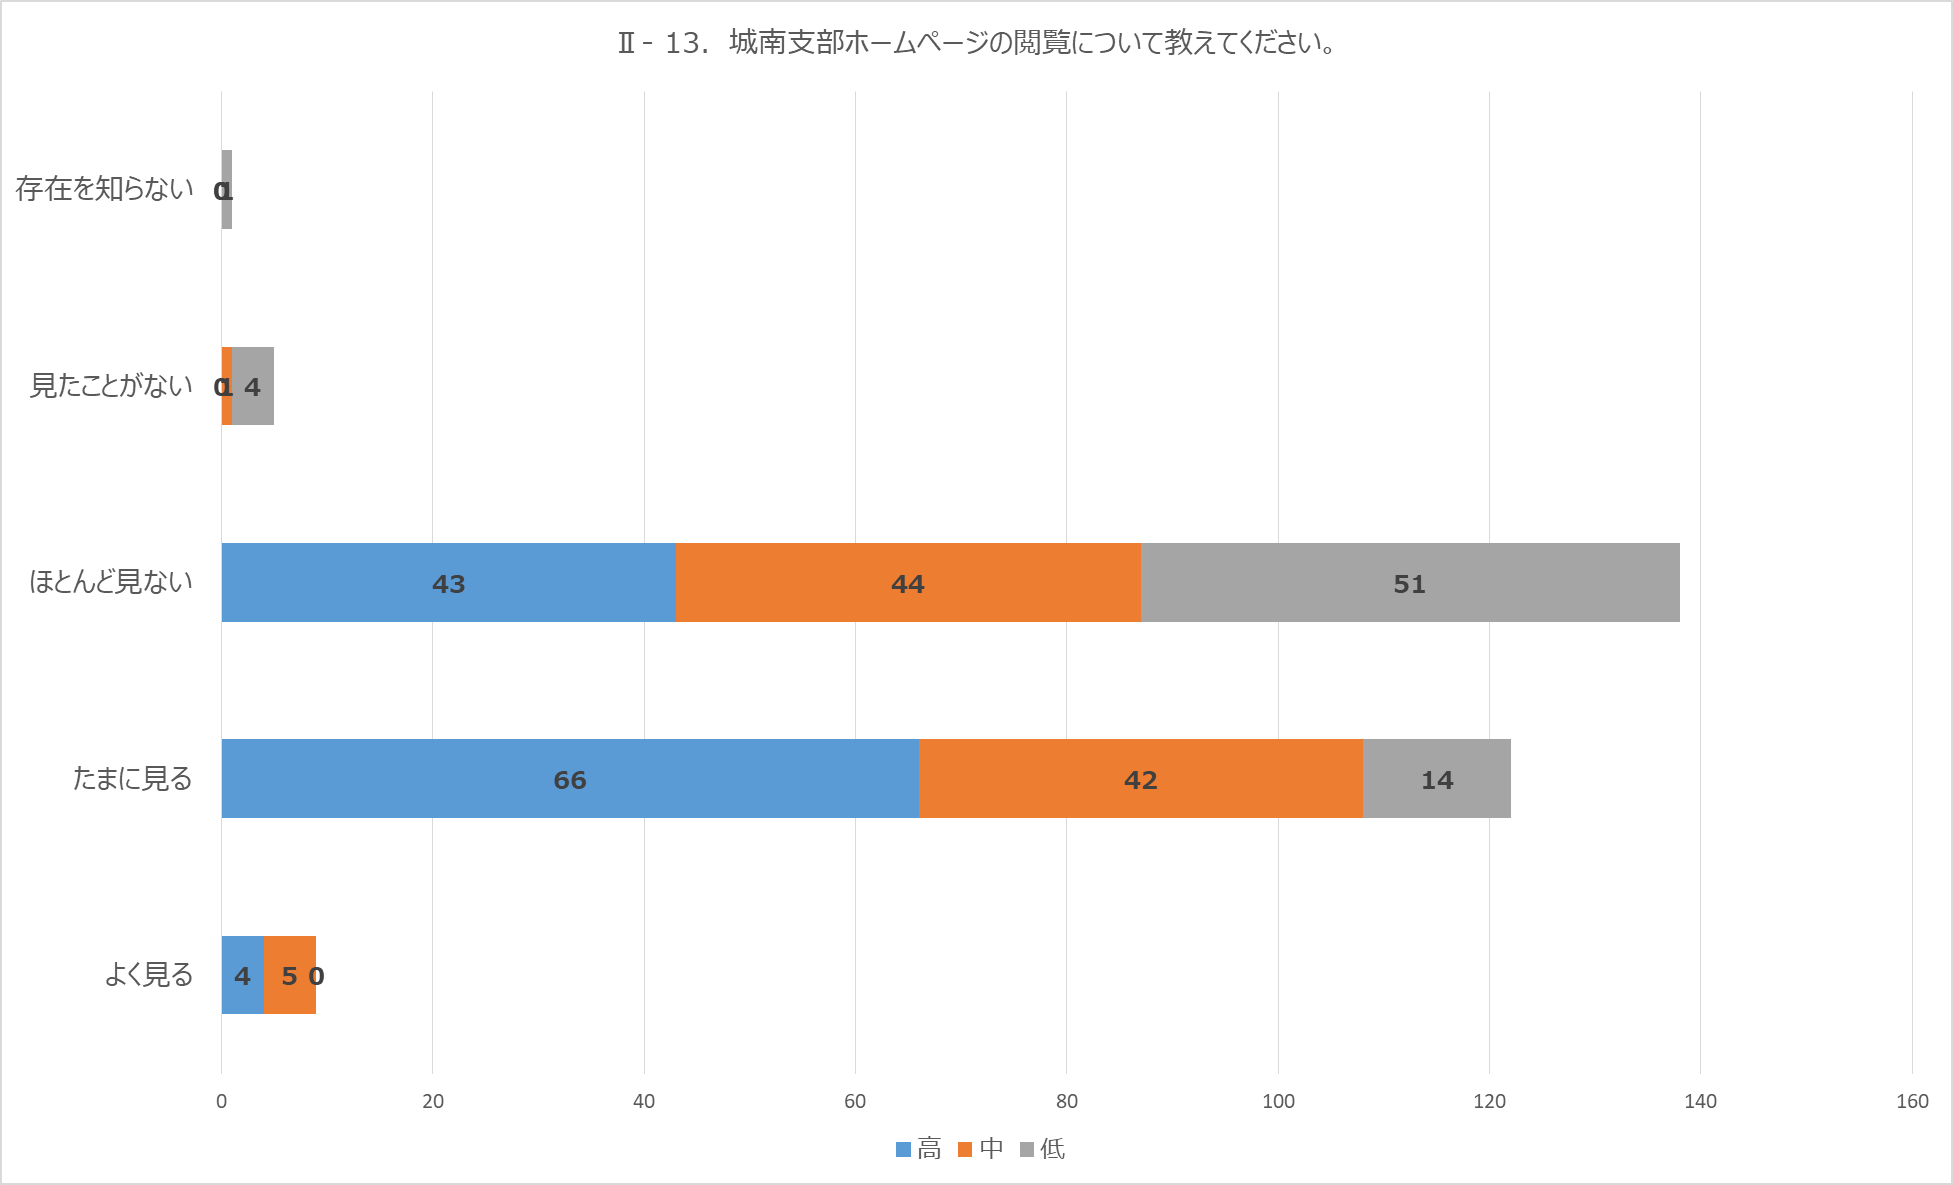 Ⅱ- 13. 城南支部ホームページの閲覧について教えてください。
存在を知らない 0 0 1
見たことがない 0 1 4
ほとんど見ない 43 44 51
たまに見る 66 42 14
よく見る 4 5 0
0 20 40 60 80 100 120 140 160
高 中 低